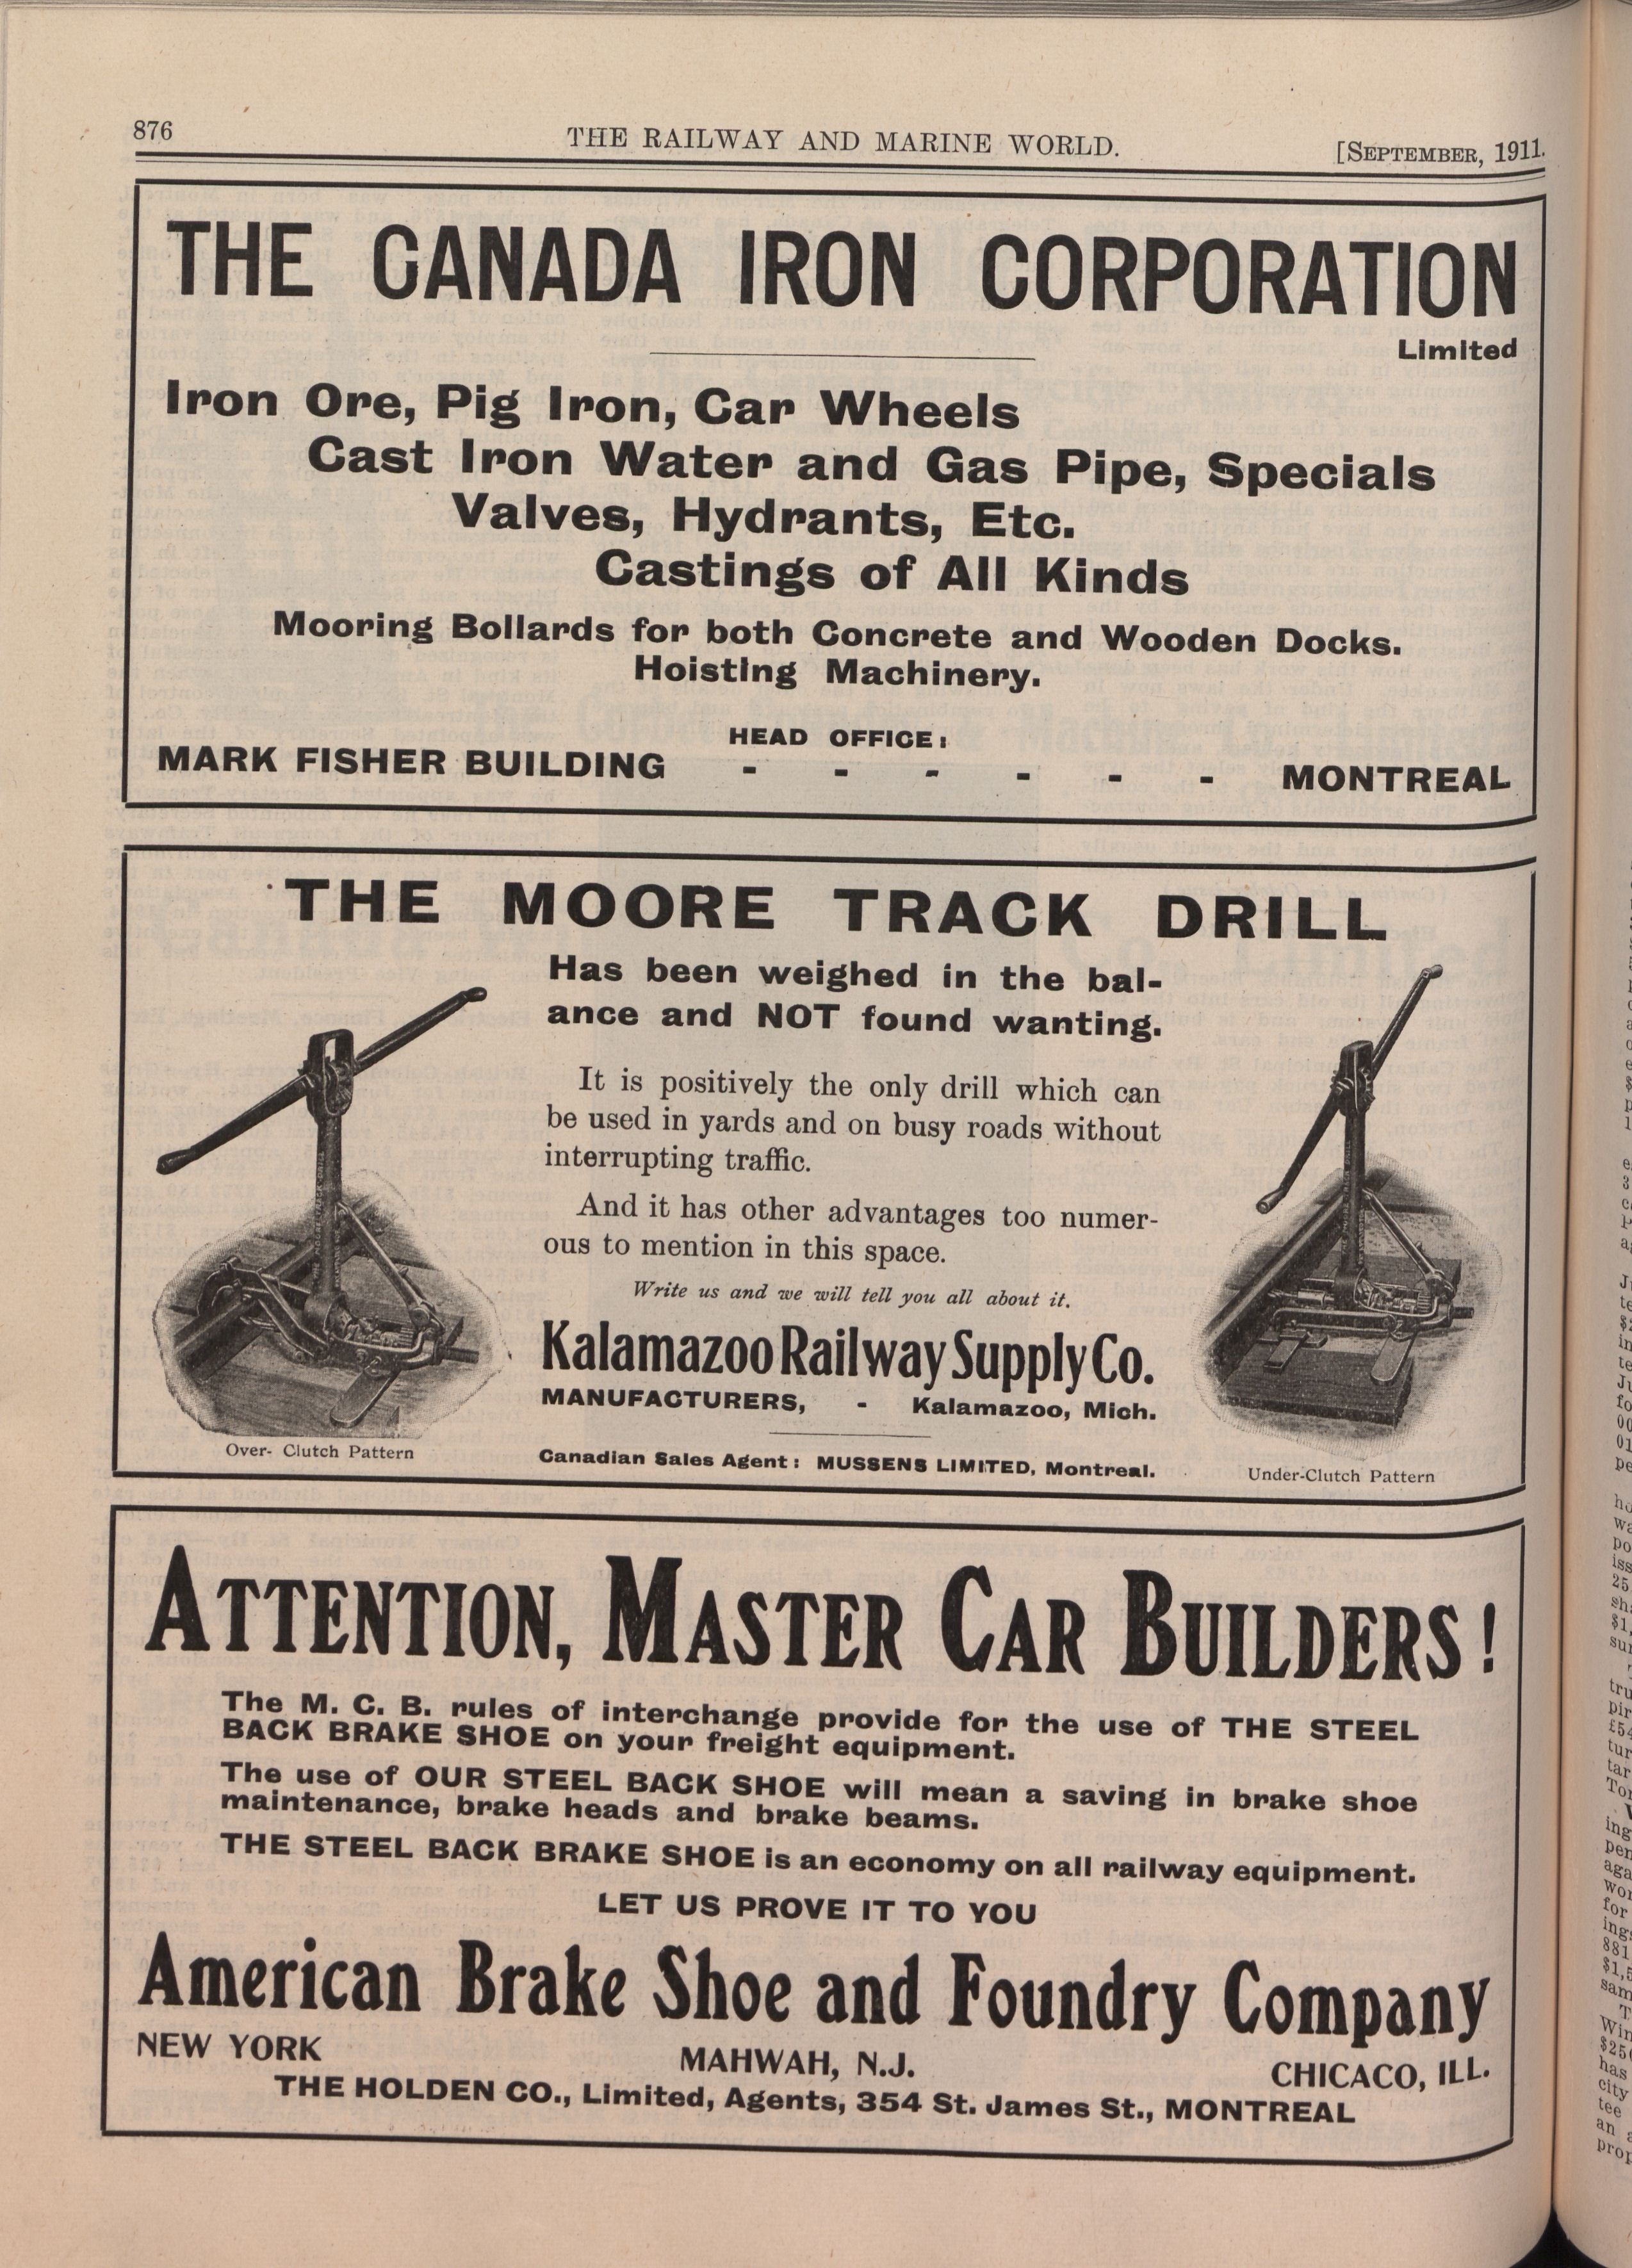 876
THE RAILWAY AND MARINE WORLD.
[SEPTEMBER, 1911.
THE CANADA IRON CORPORATION
Limited
Iron Ore, Pig Iron, Car Wheels
Cast Iron Water and Gas Pipe, Specials
Valves, Hydrants, Etc.
Castings of All Kinds
Mooring Bollards for both Concrete and Wooden Docks.
Hoisting Machinery.
HEAD OFFICE:
MARK FISHER BUILDING - - - - - - MONTREAL
THE MOORE TRACK DRILL
Has been weighed in the bal-
ance and NOT found wanting.
It is positively the only drill which can
be used in yards and on busy roads without
interrupting traffic.
And it has other advantages too numer-
ous to mention in this space.
Write us and we will tell you all about it.
Kalamazoo Railway Supply Co.
MANUFACTURERS, - Kalamazoo, Mich.
Canadian Sales Agent: MUSSENS LIMITED, Montreal.
Over- Clutch Pattern
Under-Clutch Pattern
ATTENTION, MASTER CAR BUILDERS!
The M. C. B. rules of interchange provide for the use of THE STEEL
BACK BRAKE SHOE on your freight equipment.
The use of OUR STEEL BACK SHOE will mean a saving in brake shoe
maintenance, brake heads and brake beams.
THE STEEL BACK BRAKE SHOE is an economy on all railway equipment.
LET US PROVE IT TO YOU
American Brake Shoe and Foundry Company
NEW YORK
MAHWAH, N.J.
CHICACO, ILL.
THE HOLDEN CO., Limited, Agents, 354 St. James St., MONTREAL